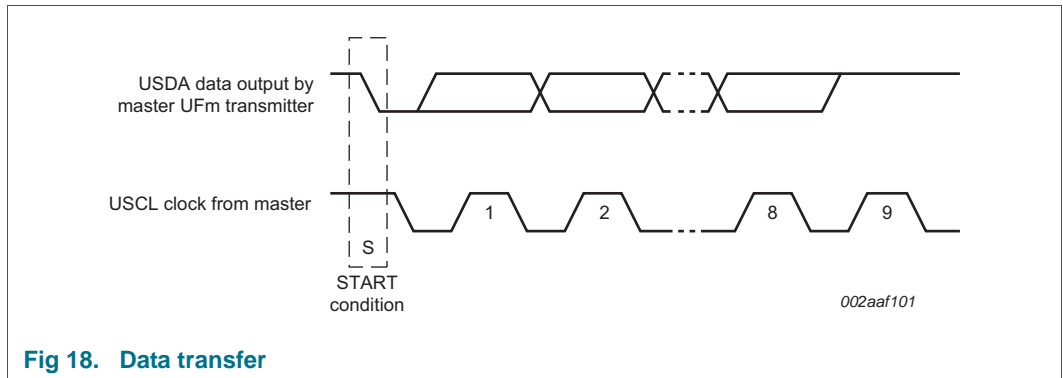 USDA data output by
master UFm transmitter
USCL clock from master
1
2
8
9
S
START
condition
002aaf101
Fig 18. Data transfer